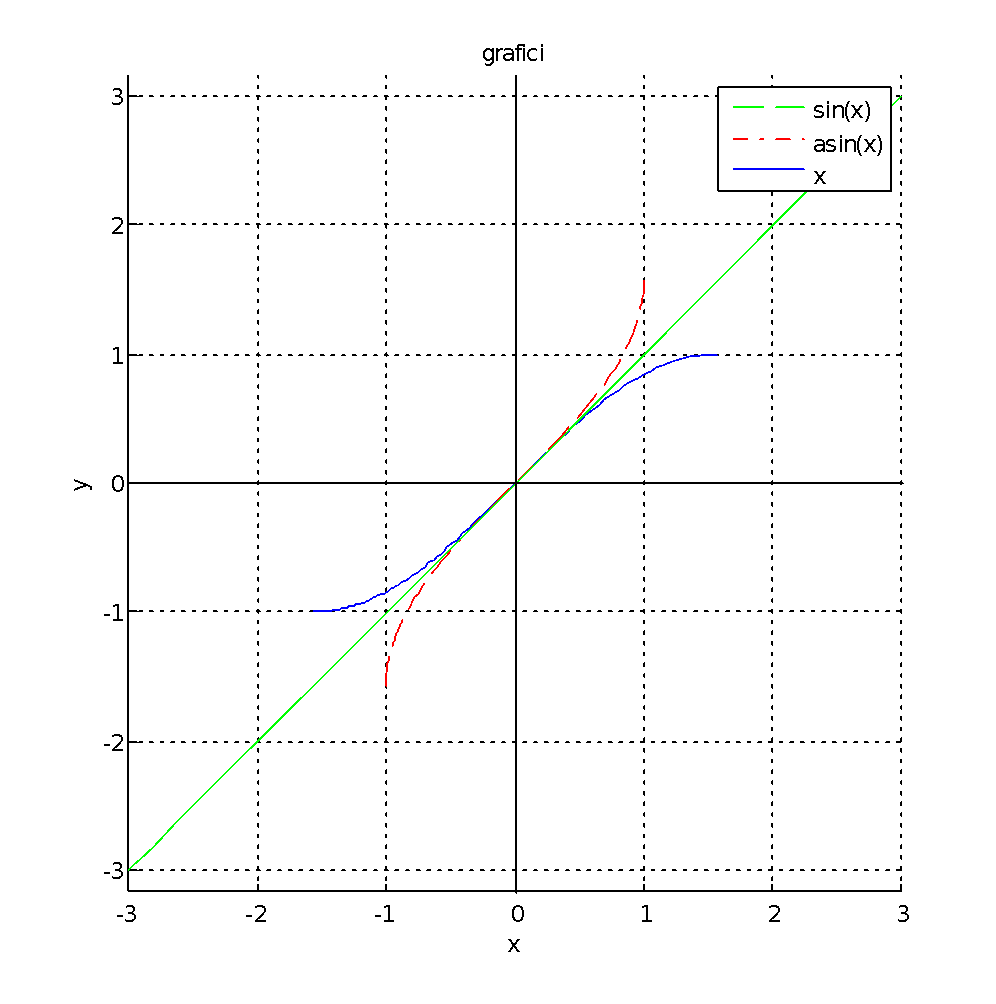 grafici
sin(x)
asin(x)
x
y
3
2
1
0
-1
-2
-3
-3 -2 -1 0 1 2 3
x